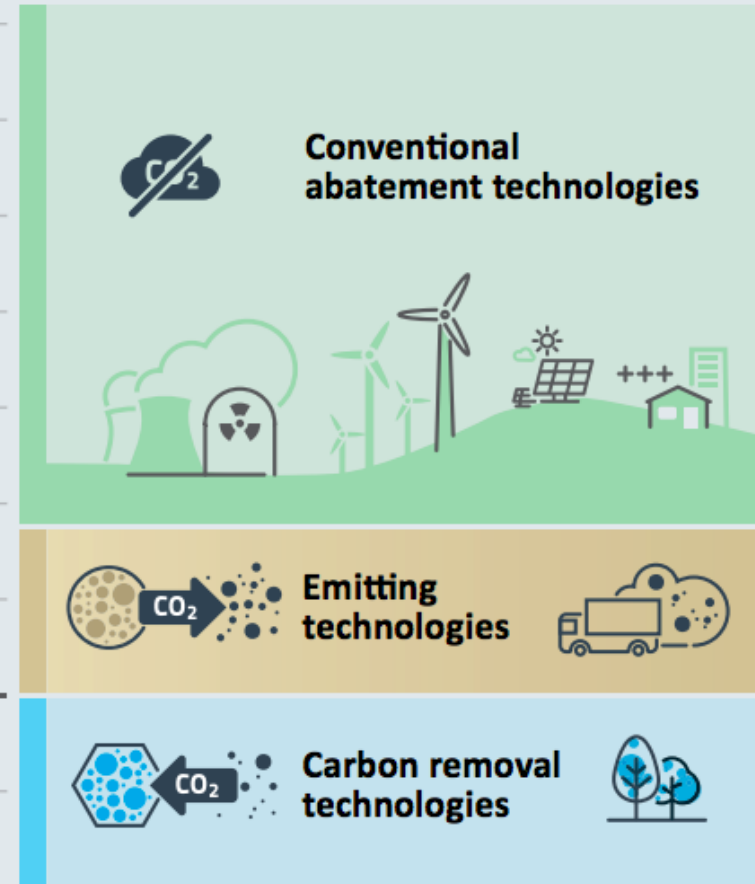 CO₂
Conventional
abatement technologies
+++
CO₂
Emitting
technologies
CO₂
Carbon removal
technologies